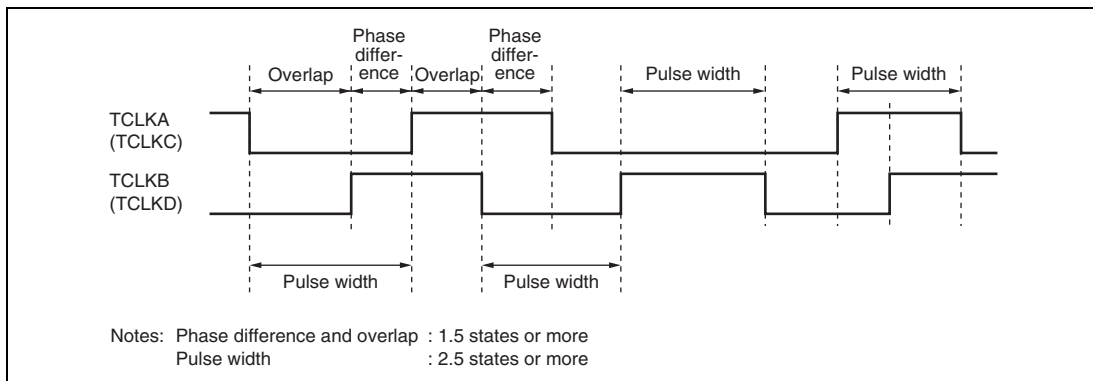 Phase
differ-
ence
Phase
differ-
ence
Overlap
Overlap
Pulse width
Pulse width
TCLKA
(TCLKC)
TCLKB
(TCLKD)
Pulse width
Pulse width
Notes: Phase difference and overlap : 1.5 states or more
Pulse width : 2.5 states or more